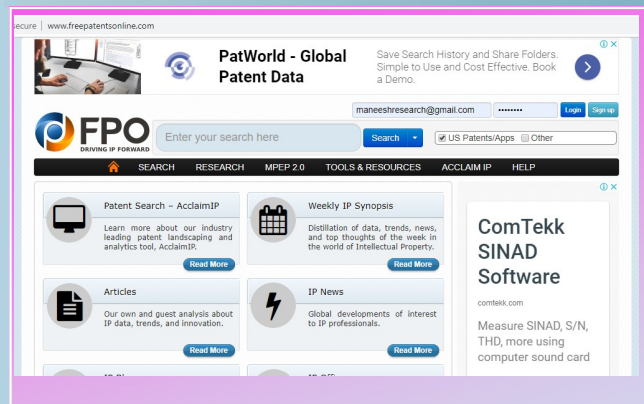 ecure | www.freepatentsonline.com
PatWorld - Global
Patent Data
Save Search History and Share Folders.
Simple to Use and Cost Effective. Book
a Demo.
maneeshresearch@gmail.com •••••••• Login Sign up
FPO
DRIVING IP FORWARD
Enter your search here Search US Patents/Apps Other
SEARCH RESEARCH MPEP 2.0 TOOLS & RESOURCES ACCLAIM IP HELP
Patent Search – AcclaimIP
Learn more about our industry
leading patent landscaping and
analytics tool, AcclaimIP.
Read More
Weekly IP Synopsis
Distillation of data, trends, news,
and top thoughts of the week in
the world of Intellectual Property.
Read More
Articles
Our own and guest analysis about
IP data, trends, and innovation.
Read More
IP News
Global developments of interest
to IP professionals.
Read More
ComTekk
SINAD
Software
comtekk.com
Measure SINAD, S/N,
THD, more using
computer sound card